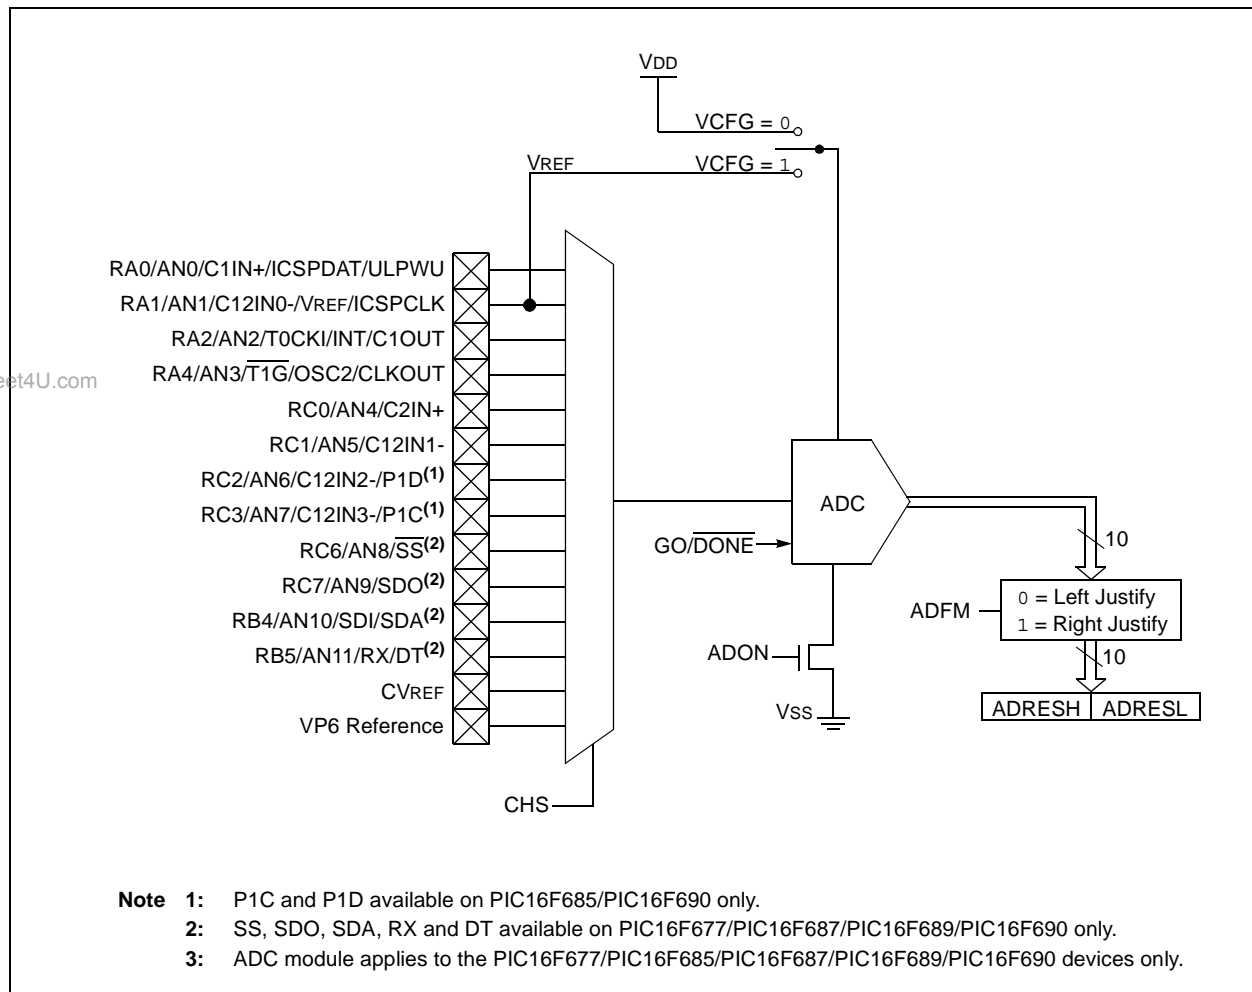 VDD
VCFG = 0
VREF
VCFG = 1
RA0/AN0/C1IN+/ICSPDAT/ULPWU
RA1/AN1/C12IN0-/VREF/ICSPCLK
RA2/AN2/T0CKI/INT/C1OUT
RA4/AN3/T1G/OSC2/CLKOUT
eet4U.com
RC0/AN4/C2IN+
RC1/AN5/C12IN1-
RC2/AN6/C12IN2-/P1D(1)
RC3/AN7/C12IN3-/P1C(1)
RC6/AN8/SS(2)
RC7/AN9/SDO(2)
RB4/AN10/SDI/SDA(2)
RB5/AN11/RX/DT(2)
CVREF
VP6 Reference
CHS
ADC
GO/DONE
ADON
VSS
10
ADFM
0 = Left Justify
1 = Right Justify
10
ADRESH ADRESL
Note 1: P1C and P1D available on PIC16F685/PIC16F690 only.
2: SS, SDO, SDA, RX and DT available on PIC16F677/PIC16F687/PIC16F689/PIC16F690 only.
3: ADC module applies to the PIC16F677/PIC16F685/PIC16F687/PIC16F689/PIC16F690 devices only.